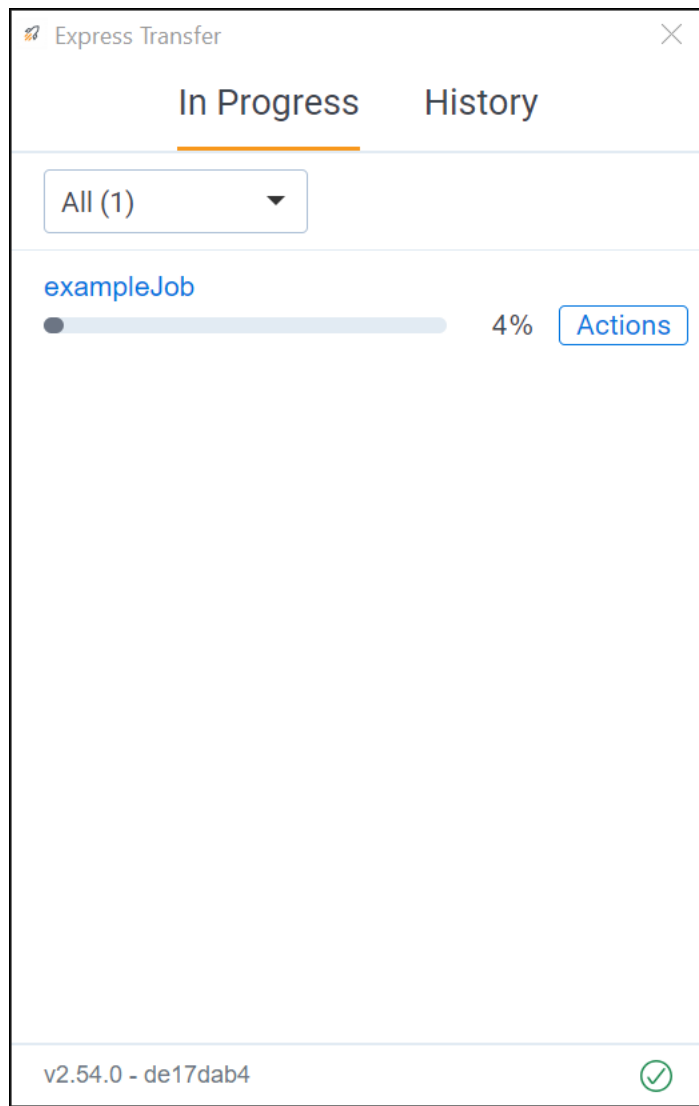 Express Transfer
In Progress History
All (1)
exampleJob
4% Actions
v2.54.0 - de17dab4